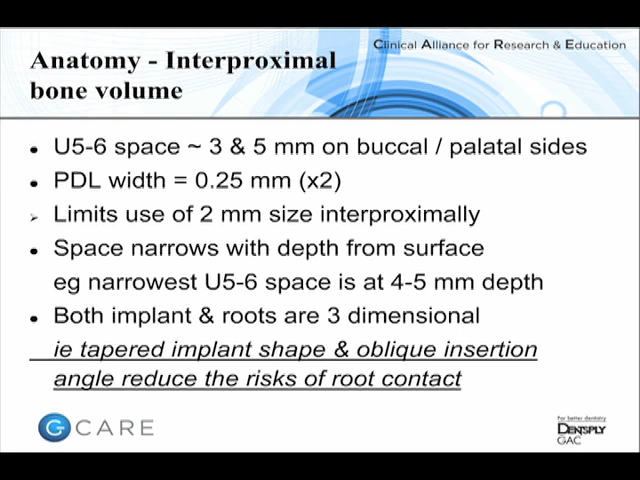 Clinical Alliance for Research & Education
Anatomy - Interproximal
bone volume
• U5-6 space ~ 3 & 5 mm on buccal / palatal sides
• PDL width = 0.25 mm (x2)
➢ Limits use of 2 mm size interproximally
• Space narrows with depth from surface
eg narrowest U5-6 space is at 4-5 mm depth
• Both implant & roots are 3 dimensional
ie tapered implant shape & oblique insertion
angle reduce the risks of root contact
G CARE
For better dentistry
DENTSPLY
GAC